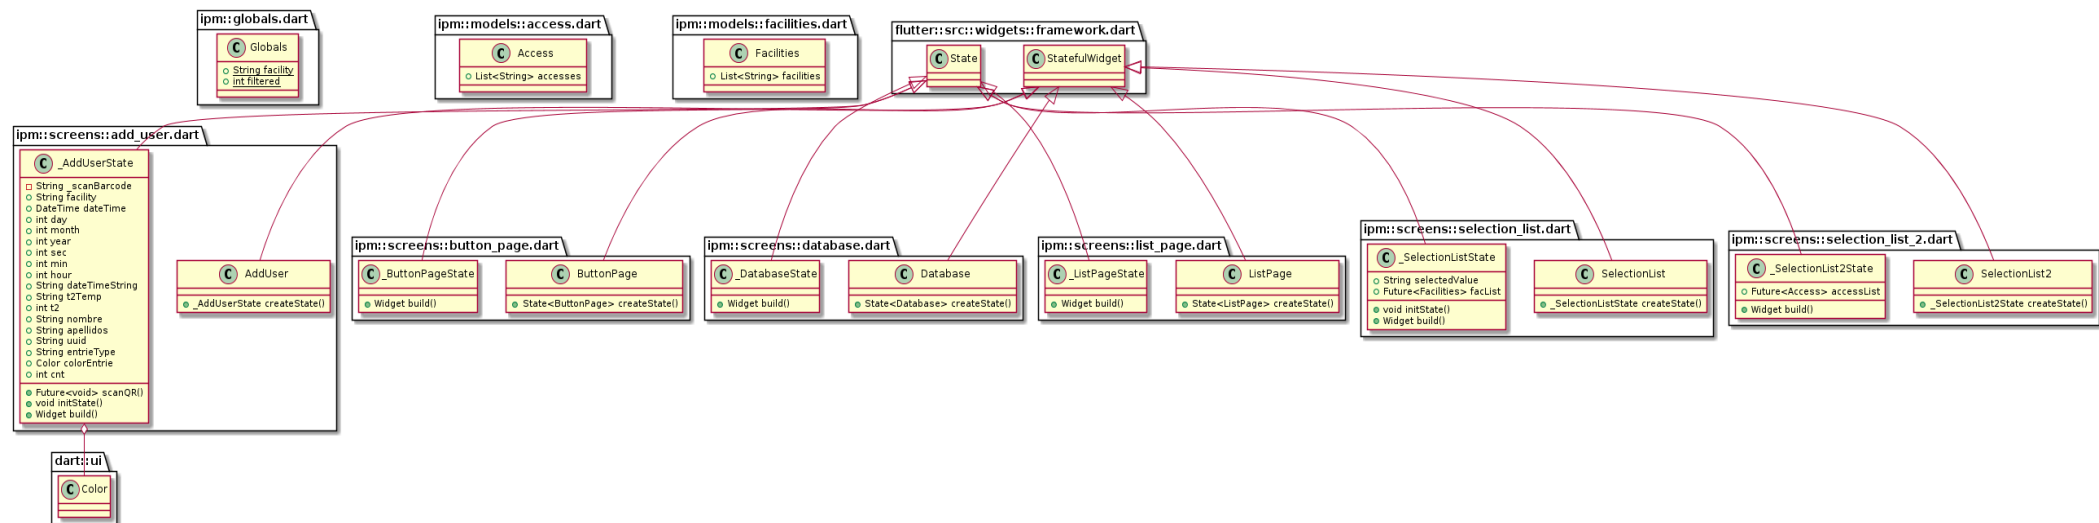 ipm::globals.dart
C Globals
String facility
int filtered
ipm::models::access.dart
C Access
List<String> accesses
ipm::models::facilities.dart
C Facilities
List<String> facilities
flutter::src::widgets::framework.dart
C State
C StatefulWidget
ipm::screens::add_user.dart
C _AddUserState
String _scanBarcode
String facility
DateTime dateTime
int day
int month
int year
int sec
int min
int hour
String dateTimeString
String t2Temp
int t2
String nombre
String apellidos
String uuid
String entrieType
Color colorEntrie
int cnt
Future<void> scanQR()
void initState()
Widget build()
C AddUser
_AddUserState createState()
ipm::screens::button_page.dart
C _ButtonPageState
Widget build()
C ButtonPage
State<ButtonPage> createState()
ipm::screens::database.dart
C _DatabaseState
Widget build()
C Database
State<Database> createState()
ipm::screens::list_page.dart
C _ListPageState
Widget build()
C ListPage
State<ListPage> createState()
ipm::screens::selection_list.dart
C _SelectionListState
String selectedValue
Future<Facilities> facList
void initState()
Widget build()
C SelectionList
_SelectionListState createState()
ipm::screens::selection_list_2.dart
C _SelectionList2State
Future<Access> accessList
Widget build()
C SelectionList2
_SelectionList2State createState()
dart::ui
C Color